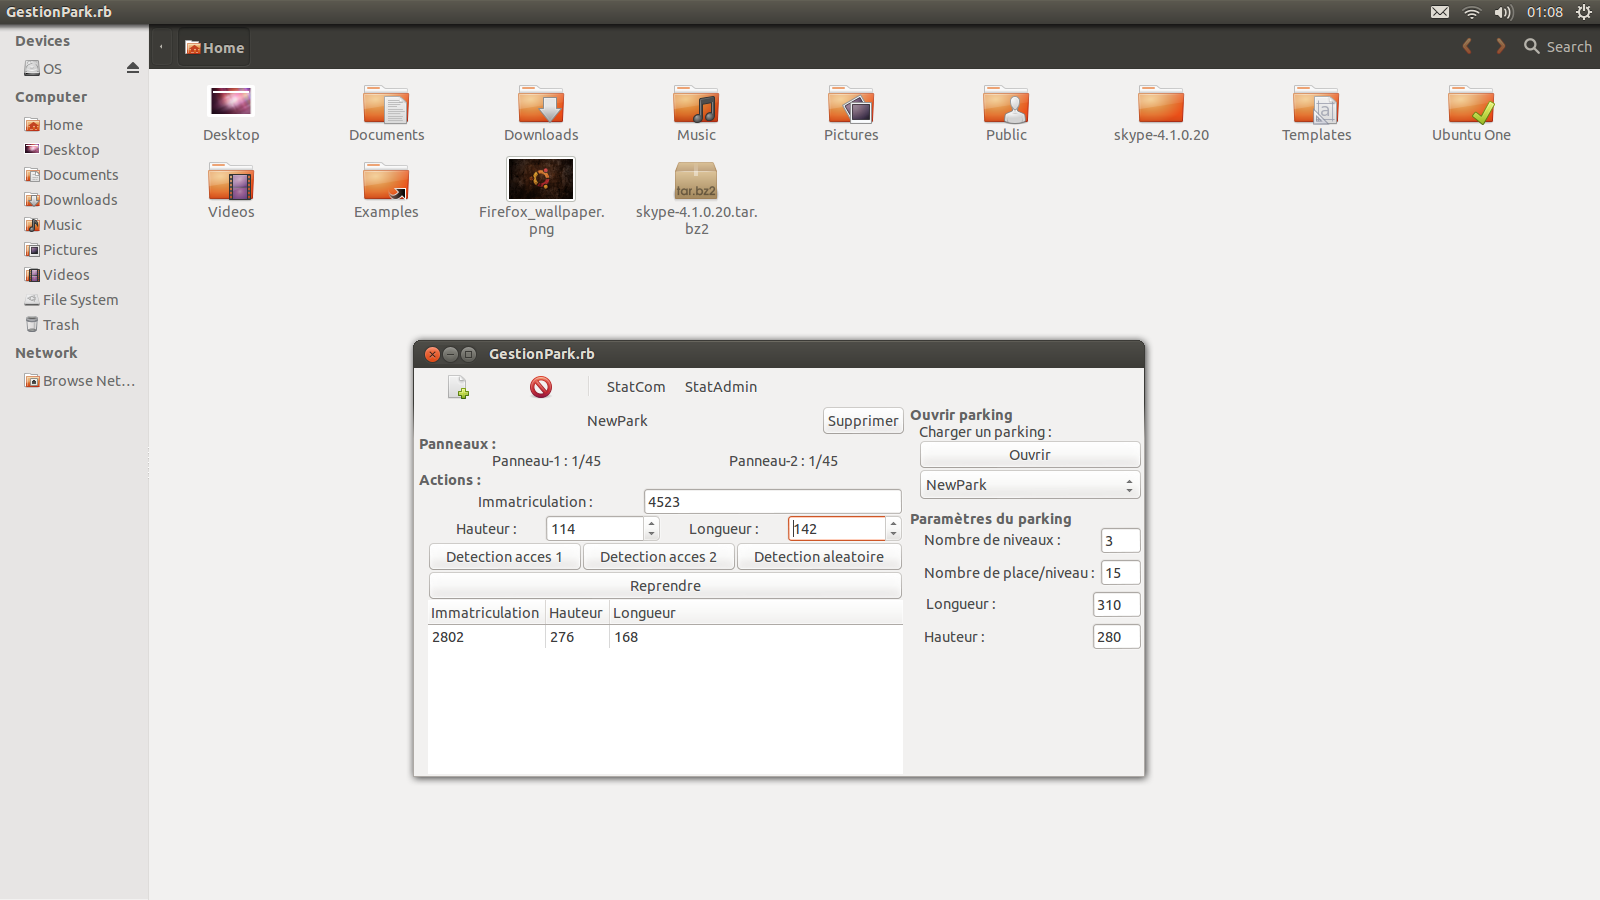 GestionPark.rb
01:08
Devices
OS
Computer
Home
Desktop
Documents
Downloads
Music
Pictures
Videos
File System
Trash
Network
Browse Net...
Home
Search
Desktop
Documents
Downloads
Music
Pictures
Public
skype-4.1.0.20
Templates
Ubuntu One
Videos
Examples
Firefox_wallpaper.
png
tar.bz2
skype-4.1.0.20.tar.
bz2
GestionPark.rb
StatCom StatAdmin
NewPark Supprimer
Panneaux :
Panneau-1 : 1/45 Panneau-2 : 1/45
Actions :
Immatriculation : 4523
Hauteur : 114 Longueur : 142
Detection acces 1 Detection acces 2 Detection aleatoire
Reprendre
Immatriculation Hauteur Longueur
2802 276 168
Ouvrir parking
Charger un parking :
Ouvrir
NewPark
Paramètres du parking
Nombre de niveaux : 3
Nombre de place/niveau : 15
Longueur : 310
Hauteur : 280